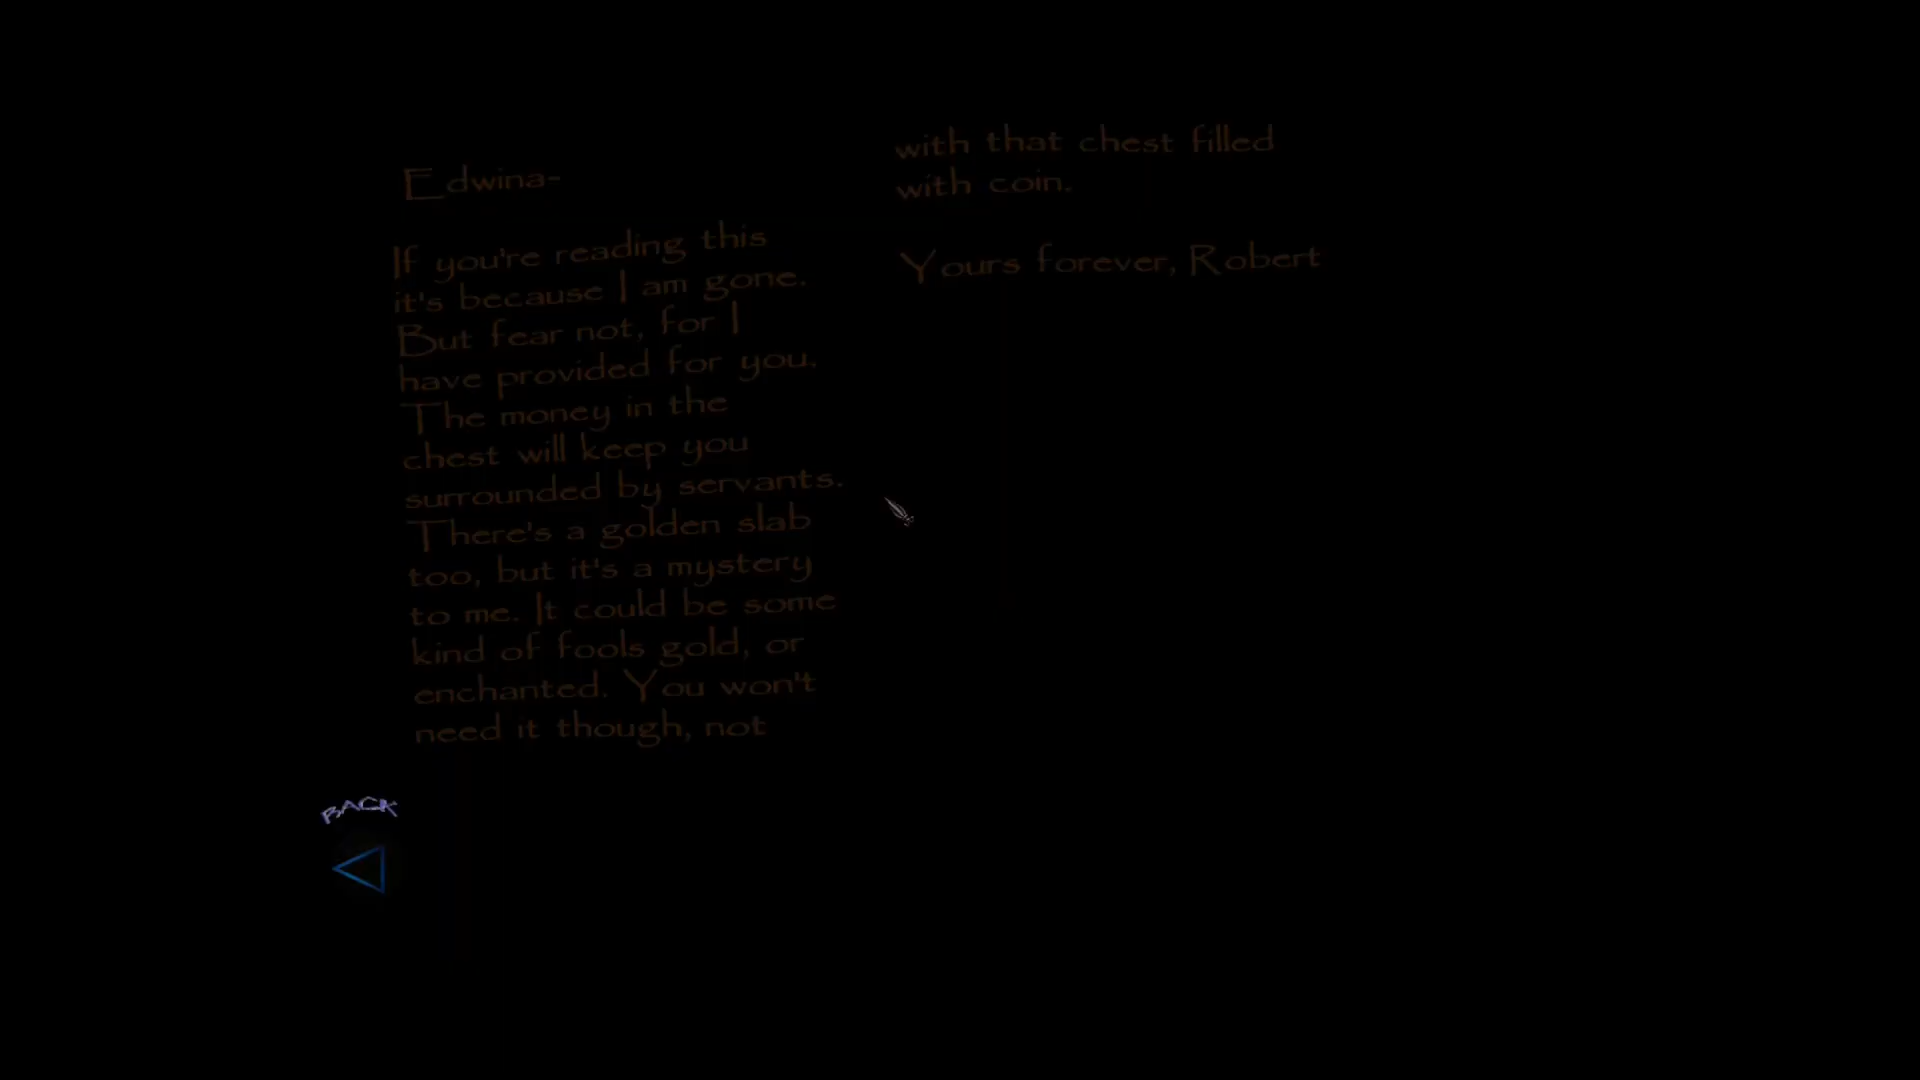 Edwina-
If you're reading this
it's because I am gone.
But fear not, for I
have provided for you.
The money in the
chest will keep you
surrounded by servants.
There's a golden slab
too, but it's a mystery
to me. It could be some
kind of fools gold, or
enchanted. You won't
need it though, not
with that chest filled
with coin.
Yours forever, Robert
BACK